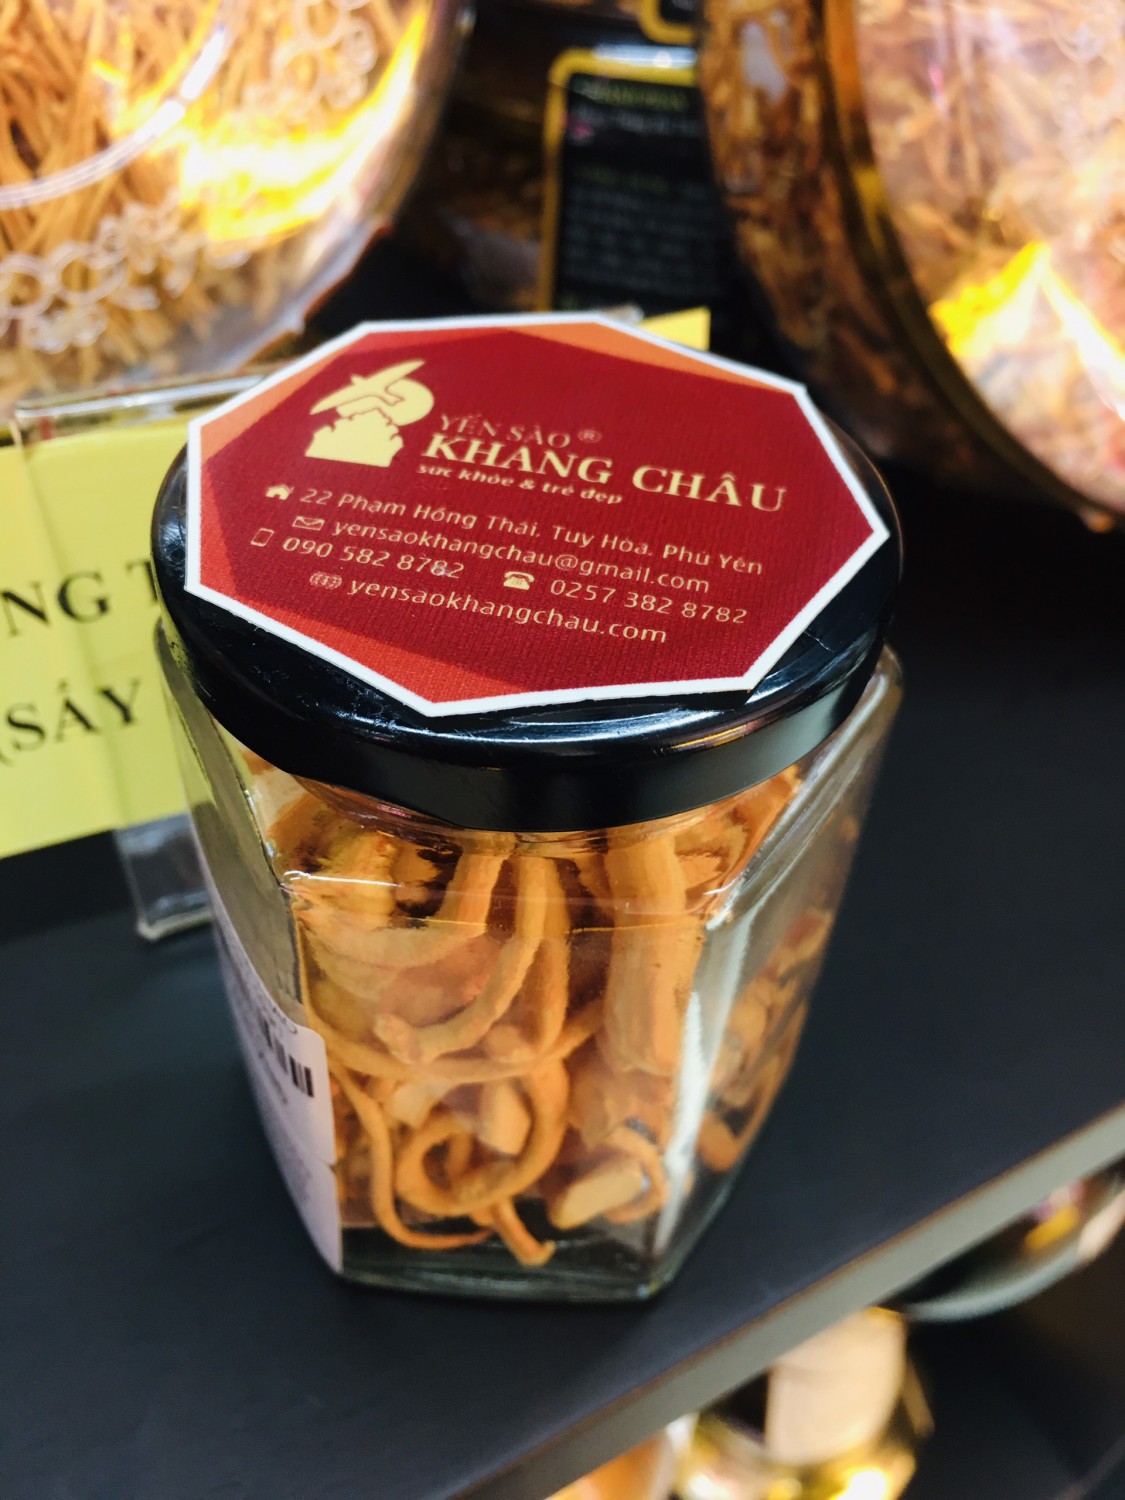 YẾN SÀO ®
KHANG CHÂU
sức khỏe & trẻ đẹp
22 Phạm Hồng Thái, Tuy Hòa, Phú Yên
yensaokhangchau@gmail.com
090 582 8782 0257 382 8782
yensaokhangchau.com
NG T
(SẤY